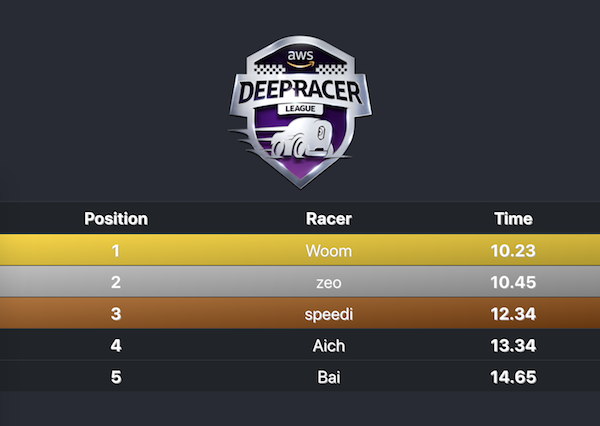 aws
DEEPRACER
LEAGUE
Position Racer Time
1 Woom 10.23
2 zeo 10.45
3 speedi 12.34
4 Aich 13.34
5 Bai 14.65